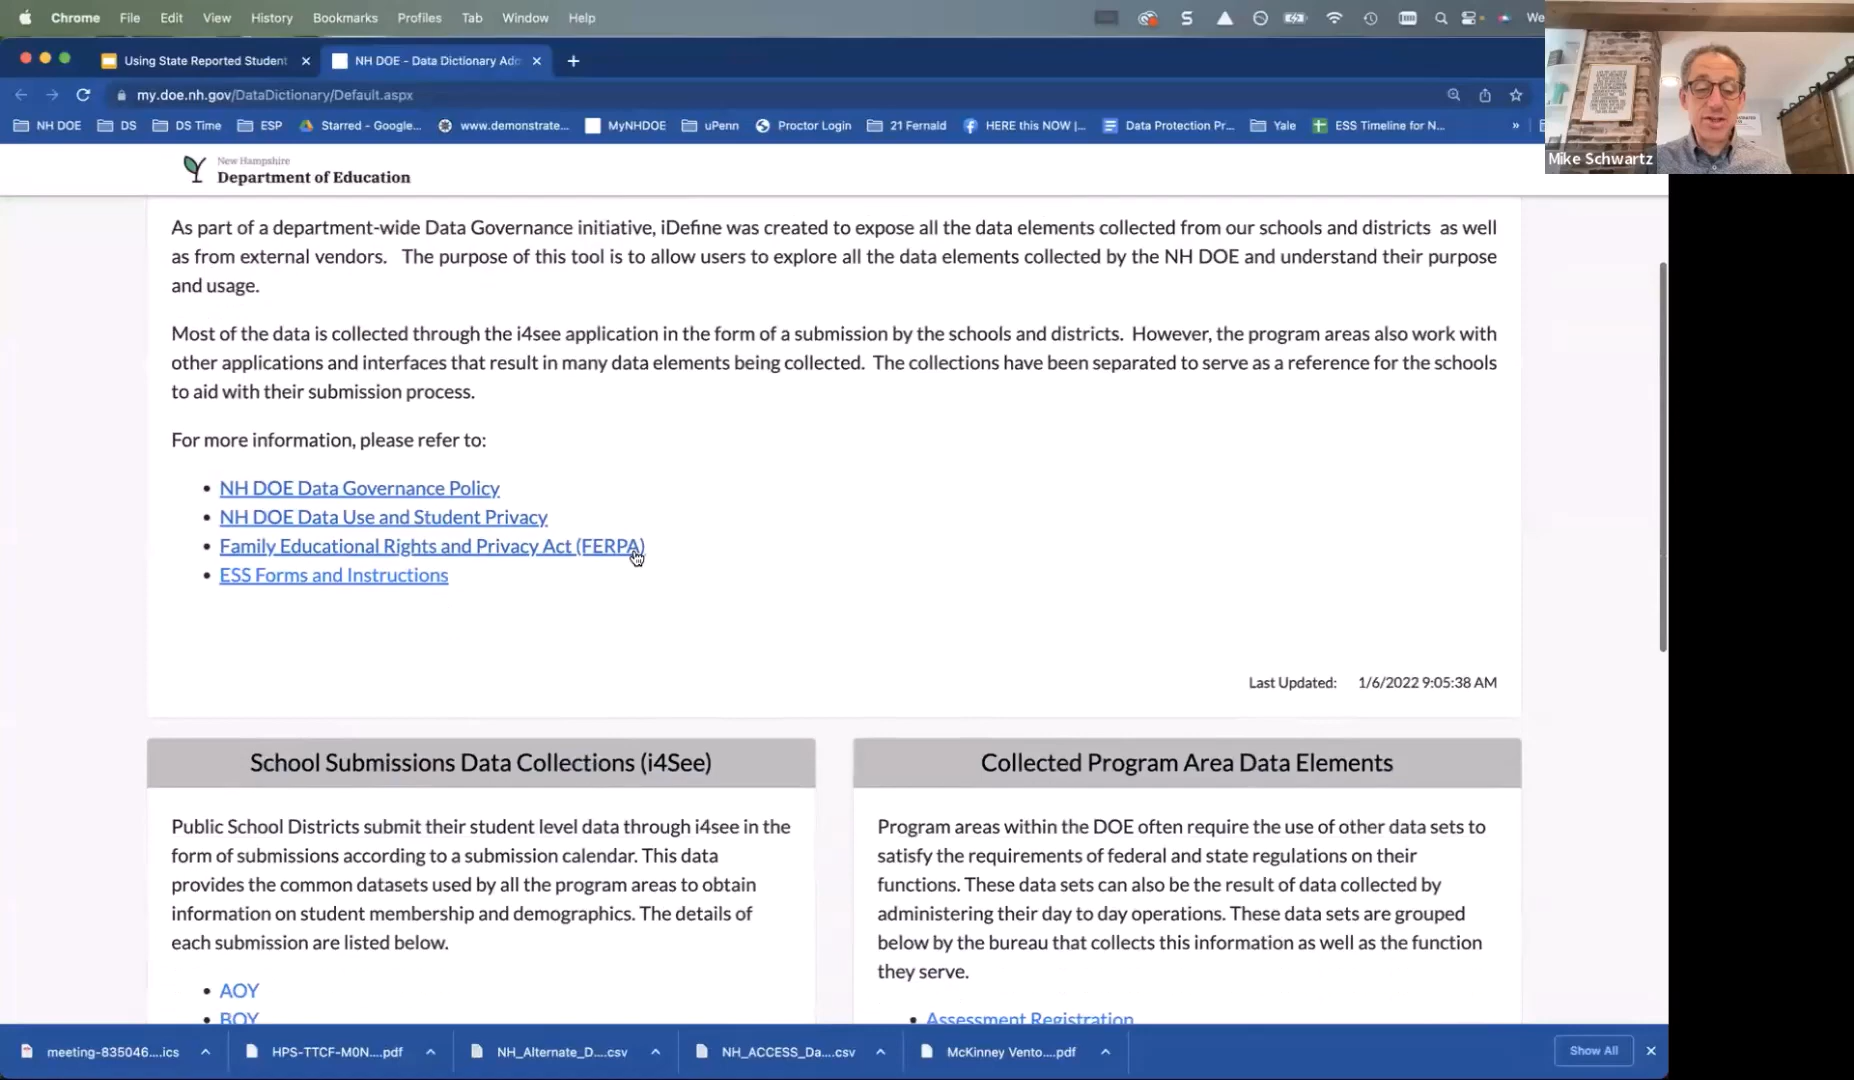 Chrome File Edit View History Bookmarks Profiles Tab Window Help We
Using State Reported Student
NH DOE - Data Dictionary Ado
my.doe.nh.gov/DataDictionary/Default.aspx
NH DOE DS DS Time ESP Starred - Google... www.demonstrate... MyNHDOE uPenn Proctor Login 21 Fernald HERE this NOW |... Data Protection Pr... Yale ESS Timeline for N... »
Mike Schwartz
New Hampshire
Department of Education
As part of a department-wide Data Governance initiative, iDefine was created to expose all the data elements collected from our schools and districts as well
as from external vendors. The purpose of this tool is to allow users to explore all the data elements collected by the NH DOE and understand their purpose
and usage.
Most of the data is collected through the i4see application in the form of a submission by the schools and districts. However, the program areas also work with
other applications and interfaces that result in many data elements being collected. The collections have been separated to serve as a reference for the schools
to aid with their submission process.
For more information, please refer to:
• NH DOE Data Governance Policy
• NH DOE Data Use and Student Privacy
• Family Educational Rights and Privacy Act (FERPA)
• ESS Forms and Instructions
Last Updated: 1/6/2022 9:05:38 AM
School Submissions Data Collections (i4See)
Public School Districts submit their student level data through i4see in the
form of submissions according to a submission calendar. This data
provides the common datasets used by all the program areas to obtain
information on student membership and demographics. The details of
each submission are listed below.
• AOY
• BOY
Collected Program Area Data Elements
Program areas within the DOE often require the use of other data sets to
satisfy the requirements of federal and state regulations on their
functions. These data sets can also be the result of data collected by
administering their day to day operations. These data sets are grouped
below by the bureau that collects this information as well as the function
they serve.
• Assessment Registration
meeting-835046....ics HPS-TTCF-M0N....pdf NH_Alternate_D....csv NH_ACCESS_Da....csv McKinney Vento....pdf Show All